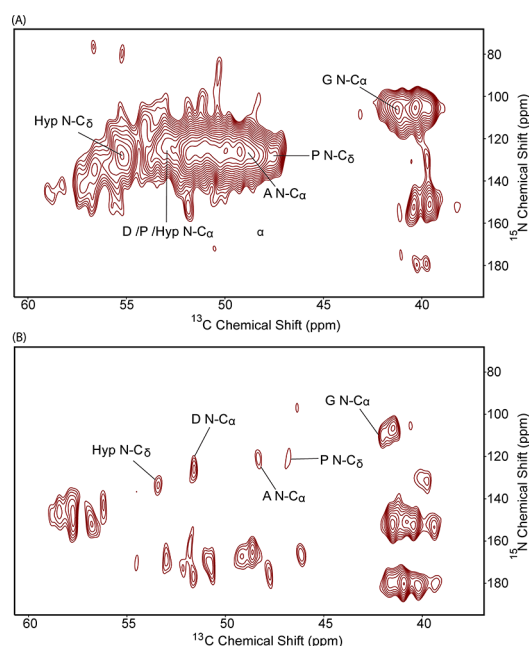 (A)
G N-Cα
Hyp N-Cδ
P N-Cδ
A N-Cα
D /P /Hyp N-Cα
α
80
100
120
140
160
180
15N Chemical Shift (ppm)
60
55
50
45
40
13C Chemical Shift (ppm)
(B)
G N-Cα
D N-Cα
Hyp N-Cδ
P N-Cδ
A N-Cα
80
100
120
140
160
180
15N Chemical Shift (ppm)
60
55
50
45
40
13C Chemical Shift (ppm)